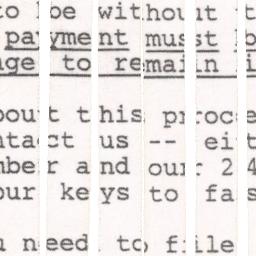 to be without t
payment must b
ge to remain i
bout this proce
ntact us -- eit
mber and our 24
our keys to fas
u need to file